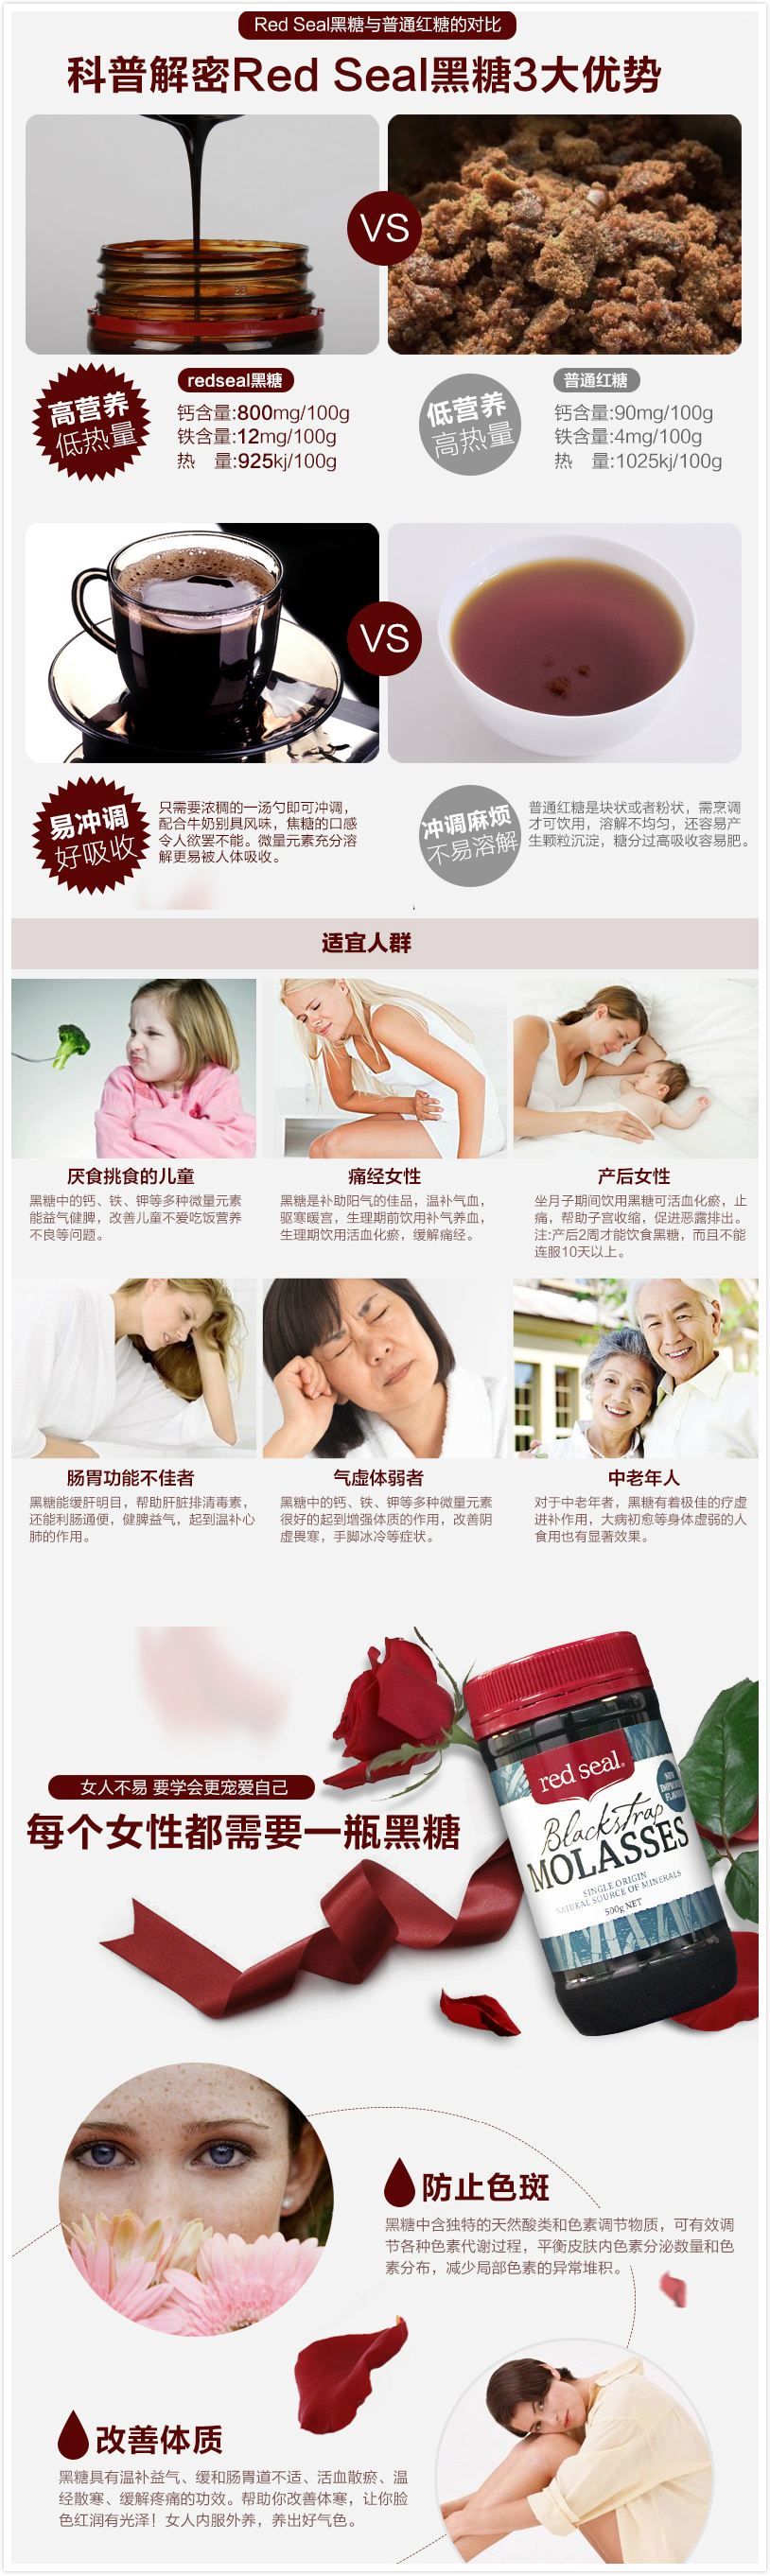 Red Seal黑糖与普通红糖的对比
科普解密Red Seal黑糖3大优势
VS
高营养
低热量
redseal黑糖
钙含量:800mg/100g
铁含量:12mg/100g
热 量:925kj/100g
低营养
高热量
普通红糖
钙含量:90mg/100g
铁含量:4mg/100g
热 量:1025kj/100g
VS
易冲调
好吸收
只需要浓稠的一汤勺即可冲调，
配合牛奶别具风味，焦糖的口感
令人欲罢不能。微量元素充分溶
解更易被人体吸收。
冲调麻烦
不易溶解
普通红糖是块状或者粉状，需烹调
才可饮用，溶解不均匀，还容易产
生颗粒沉淀，糖分过高吸收容易肥。
适宜人群
厌食挑食的儿童
黑糖中的钙、铁、钾等多种微量元素
能益气健脾，改善儿童不爱吃饭营养
不良等问题。
痛经女性
黑糖是补助阳气的佳品，温补气血，
驱寒暖宫，生理期前饮用补气养血，
生理期饮用活血化瘀，缓解痛经。
产后女性
坐月子期间饮用黑糖可活血化瘀，止
痛，帮助子宫收缩，促进恶露排出。
注:产后2周才能饮食黑糖，而且不能
连服10天以上。
肠胃功能不佳者
黑糖能缓肝明目，帮助肝脏排清毒素，
还能利肠通便，健脾益气，起到温补心
肺的作用。
气虚体弱者
黑糖中的钙、铁、钾等多种微量元素
很好的起到增强体质的作用，改善阴
虚畏寒，手脚冰冷等症状。
中老年人
对于中老年者，黑糖有着极佳的疗虚
进补作用，大病初愈等身体虚弱的人
食用也有显著效果。
女人不易 要学会更宠爱自己
每个女性都需要一瓶黑糖
red seal
NEW
IMPROVED
FLAVOUR
Blackstrap
MOLASSES
SINGLE ORIGIN
NATURAL SOURCE OF MINERALS
500g NET
防止色斑
黑糖中含独特的天然酸类和色素调节物质，可有效调
节各种色素代谢过程，平衡皮肤内色素分泌数量和色
素分布，减少局部色素的异常堆积。
改善体质
黑糖具有温补益气、缓和肠胃道不适、活血散瘀、温
经散寒、缓解疼痛的功效。帮助你改善体寒，让你脸
色红润有光泽！女人内服外养，养出好气色。